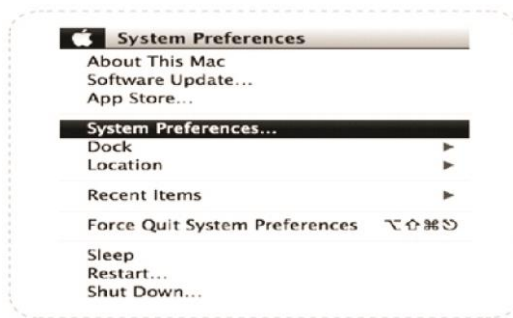 System Preferences
About This Mac
Software Update...
App Store...
System Preferences...
Dock ▶
Location ▶
Recent Items ▶
Force Quit System Preferences ⌥⇧⌘⎋
Sleep
Restart...
Shut Down...